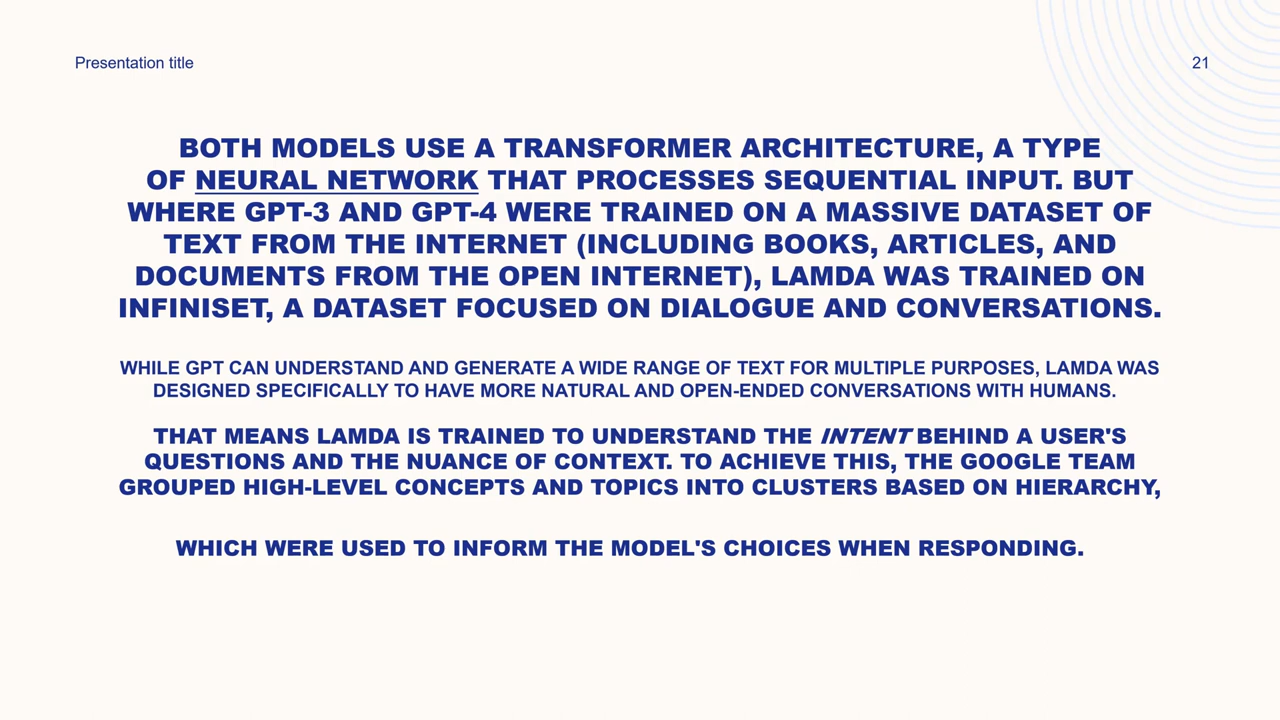 Presentation title
21
BOTH MODELS USE A TRANSFORMER ARCHITECTURE, A TYPE
OF NEURAL NETWORK THAT PROCESSES SEQUENTIAL INPUT. BUT
WHERE GPT-3 AND GPT-4 WERE TRAINED ON A MASSIVE DATASET OF
TEXT FROM THE INTERNET (INCLUDING BOOKS, ARTICLES, AND
DOCUMENTS FROM THE OPEN INTERNET), LAMDA WAS TRAINED ON
INFINISET, A DATASET FOCUSED ON DIALOGUE AND CONVERSATIONS.
WHILE GPT CAN UNDERSTAND AND GENERATE A WIDE RANGE OF TEXT FOR MULTIPLE PURPOSES, LAMDA WAS
DESIGNED SPECIFICALLY TO HAVE MORE NATURAL AND OPEN-ENDED CONVERSATIONS WITH HUMANS.
THAT MEANS LAMDA IS TRAINED TO UNDERSTAND THE INTENT BEHIND A USER'S
QUESTIONS AND THE NUANCE OF CONTEXT. TO ACHIEVE THIS, THE GOOGLE TEAM
GROUPED HIGH-LEVEL CONCEPTS AND TOPICS INTO CLUSTERS BASED ON HIERARCHY,
WHICH WERE USED TO INFORM THE MODEL'S CHOICES WHEN RESPONDING.